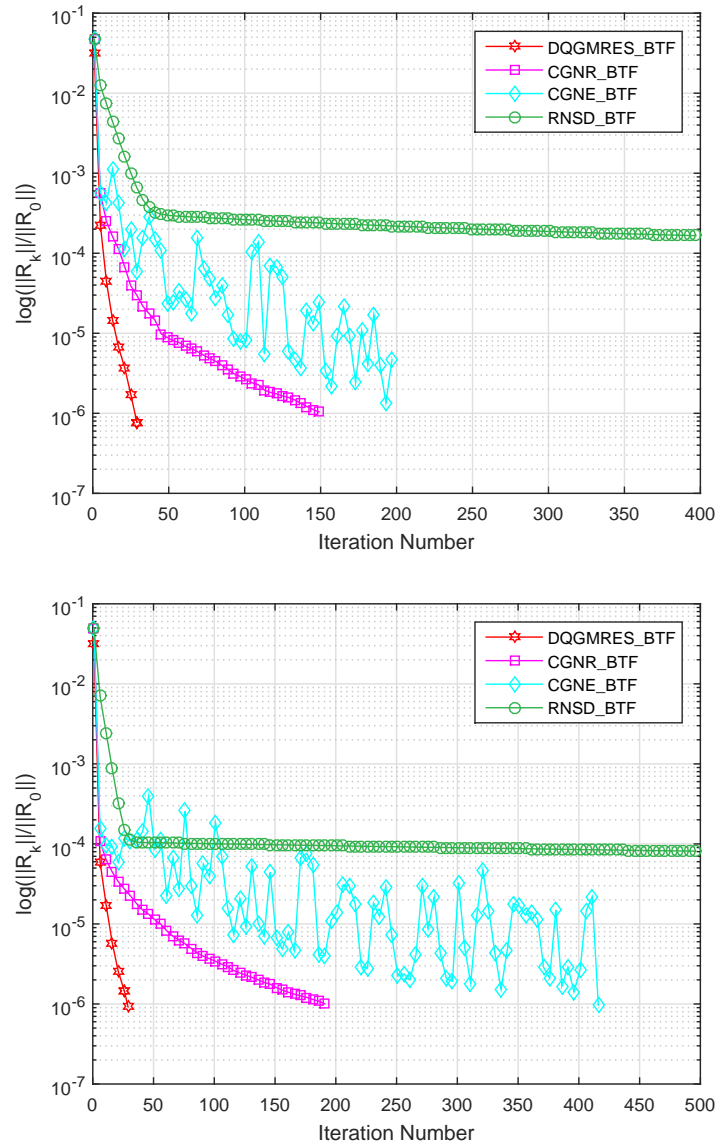 10^-1
10^-2
10^-3
10^-4
10^-5
10^-6
10^-7
log(||R_k||/||R_0||)
0 50 100 150 200 250 300 350 400
Iteration Number
DQGMRES_BTF
CGNR_BTF
CGNE_BTF
RNSD_BTF
10^-1
10^-2
10^-3
10^-4
10^-5
10^-6
10^-7
log(||R_k||/||R_0||)
0 50 100 150 200 250 300 350 400 450 500
Iteration Number
DQGMRES_BTF
CGNR_BTF
CGNE_BTF
RNSD_BTF